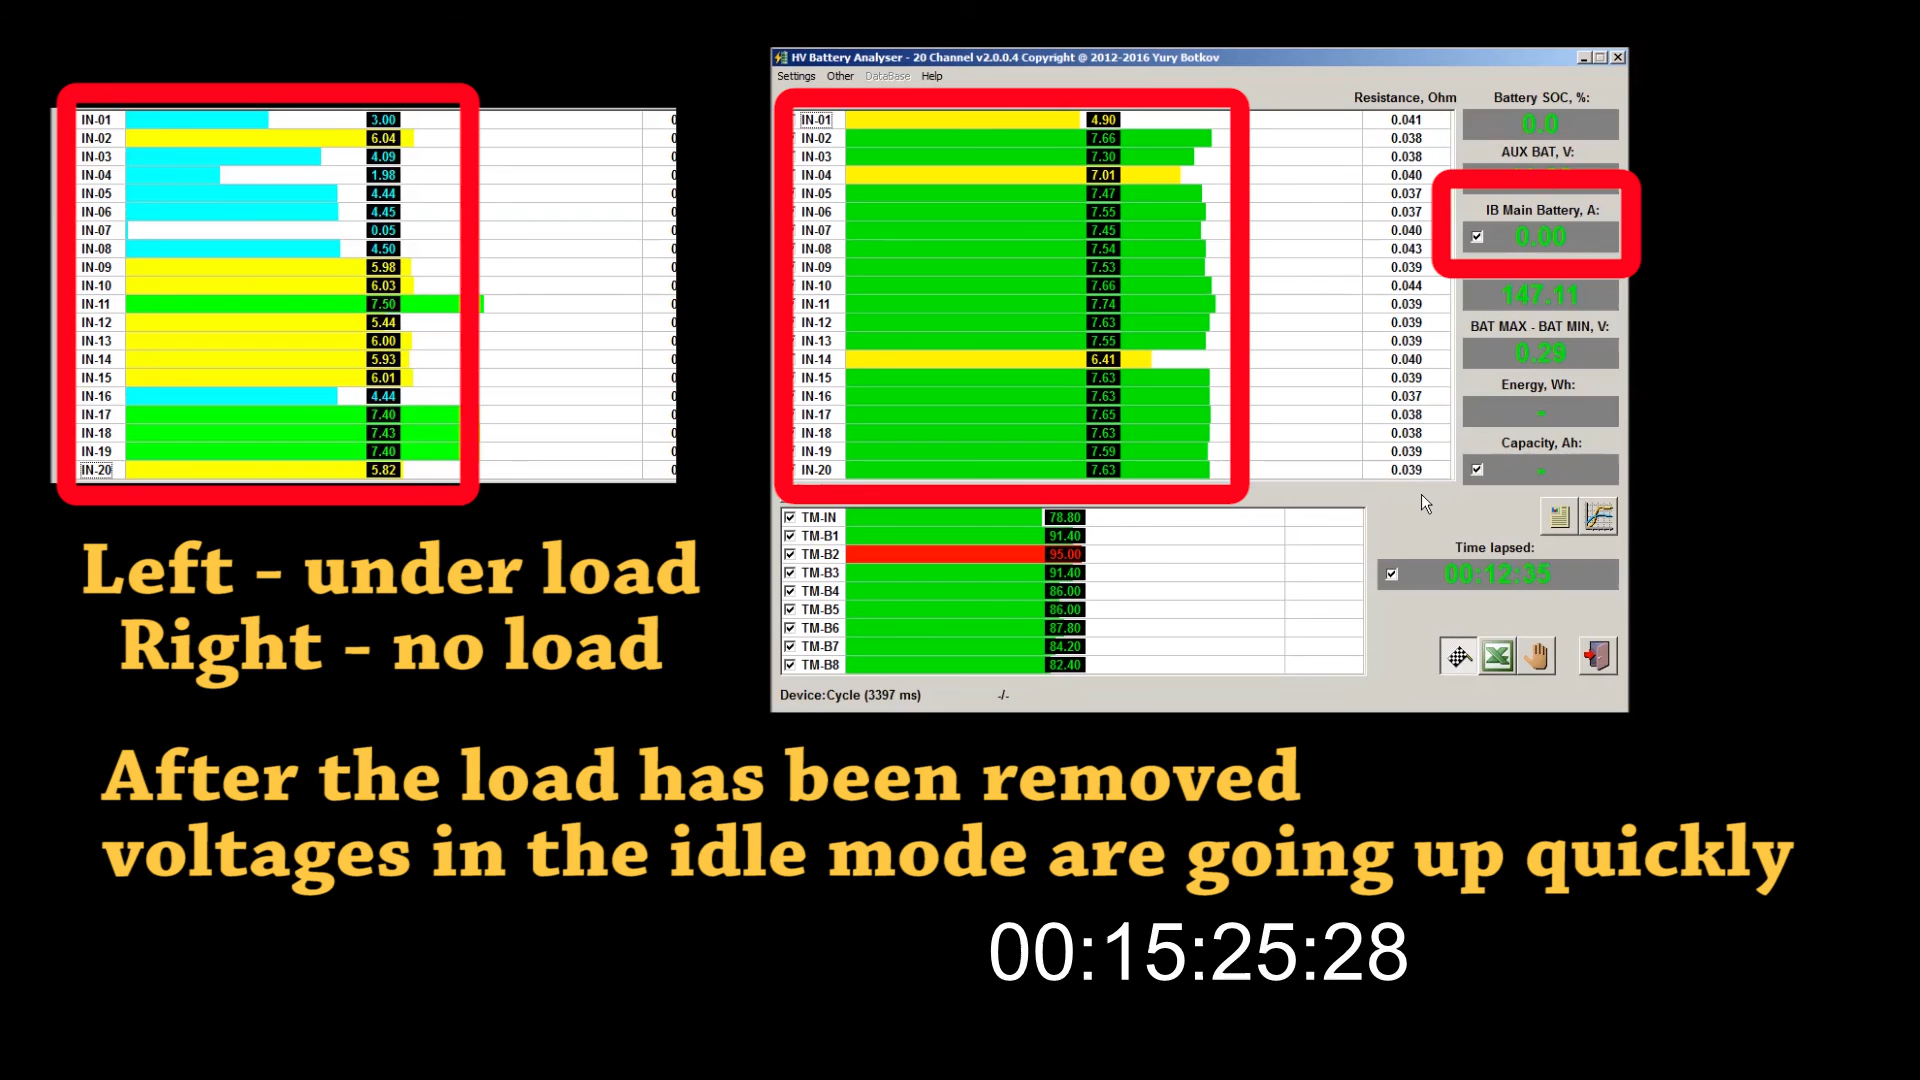 HV Battery Analyser - 20 Channel v2.0.0.4 Copyright @ 2012-2016 Yury Botkov
Settings Other DataBase Help
IN-01 3.00
IN-02 6.04
IN-03 4.09
IN-04 1.98
IN-05 4.44
IN-06 4.45
IN-07 0.05
IN-08 4.50
IN-09 5.98
IN-10 6.03
IN-11 7.50
IN-12 5.44
IN-13 6.00
IN-14 5.93
IN-15 6.01
IN-16 4.44
IN-17 7.40
IN-18 7.43
IN-19 7.40
IN-20 5.82
Resistance, Ohm
IN-01 4.90 0.041
IN-02 7.66 0.038
IN-03 7.30 0.038
IN-04 7.01 0.040
IN-05 7.47 0.037
IN-06 7.55 0.037
IN-07 7.45 0.040
IN-08 7.54 0.043
IN-09 7.53 0.039
IN-10 7.66 0.044
IN-11 7.74 0.039
IN-12 7.63 0.039
IN-13 7.55 0.039
IN-14 6.41 0.040
IN-15 7.63 0.039
IN-16 7.63 0.037
IN-17 7.65 0.038
IN-18 7.63 0.038
IN-19 7.59 0.039
IN-20 7.63 0.039
Battery SOC, %:
0.0
AUX BAT, V:
IB Main Battery, A:
0.00
147.11
BAT MAX - BAT MIN, V:
0.29
Energy, Wh:
Capacity, Ah:
TM-IN 78.80
TM-B1 91.40
TM-B2 95.00
TM-B3 91.40
TM-B4 86.00
TM-B5 86.00
TM-B6 87.80
TM-B7 84.20
TM-B8 82.40
Time lapsed:
00:12:35
Device:Cycle (3397 ms) -/-
Left - under load
Right - no load
After the load has been removed
voltages in the idle mode are going up quickly
00:15:25:28